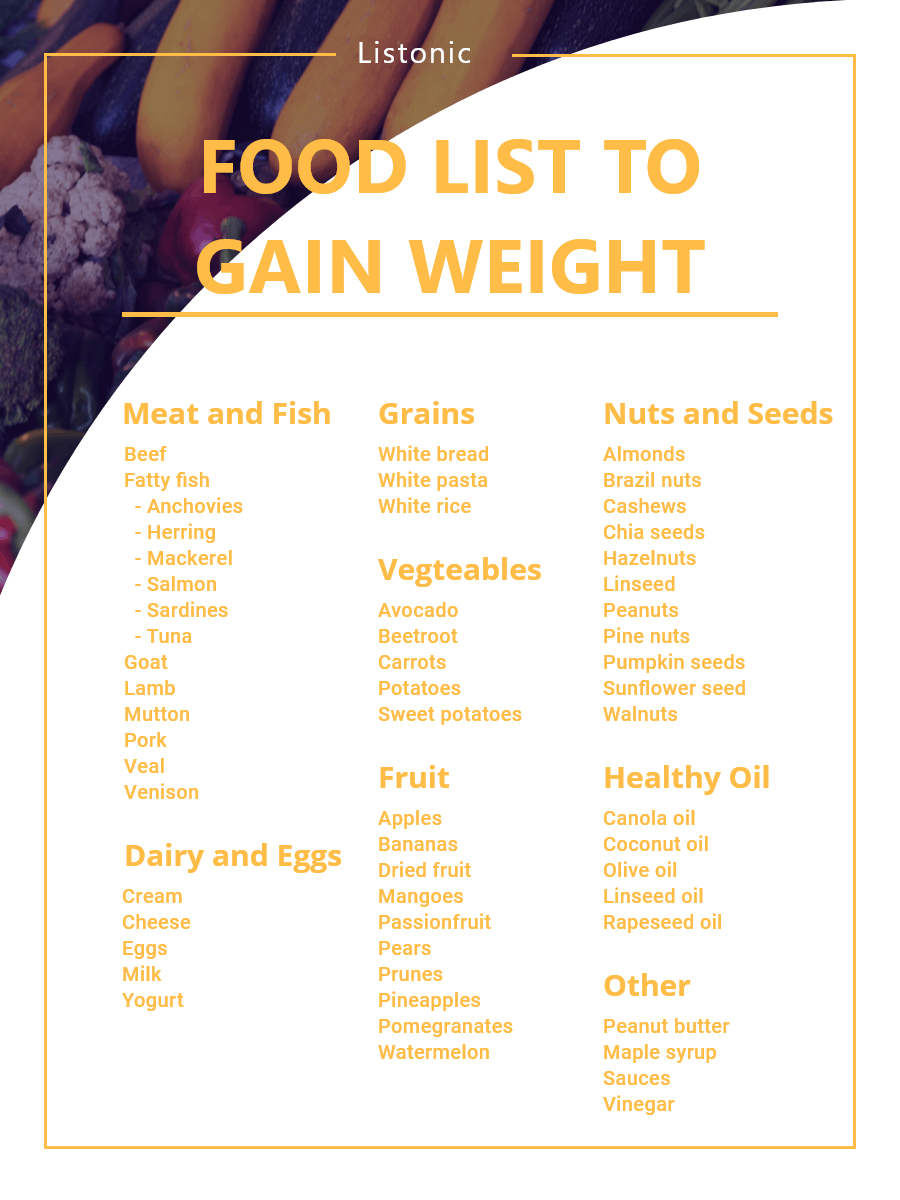 Listonic
FOOD LIST TO
GAIN WEIGHT
Meat and Fish
Beef
Fatty fish
- Anchovies
- Herring
- Mackerel
- Salmon
- Sardines
- Tuna
Goat
Lamb
Mutton
Pork
Veal
Venison
Dairy and Eggs
Cream
Cheese
Eggs
Milk
Yogurt
Grains
White bread
White pasta
White rice
Vegteables
Avocado
Beetroot
Carrots
Potatoes
Sweet potatoes
Fruit
Apples
Bananas
Dried fruit
Mangoes
Passionfruit
Pears
Prunes
Pineapples
Pomegranates
Watermelon
Nuts and Seeds
Almonds
Brazil nuts
Cashews
Chia seeds
Hazelnuts
Linseed
Peanuts
Pine nuts
Pumpkin seeds
Sunflower seed
Walnuts
Healthy Oil
Canola oil
Coconut oil
Olive oil
Linseed oil
Rapeseed oil
Other
Peanut butter
Maple syrup
Sauces
Vinegar